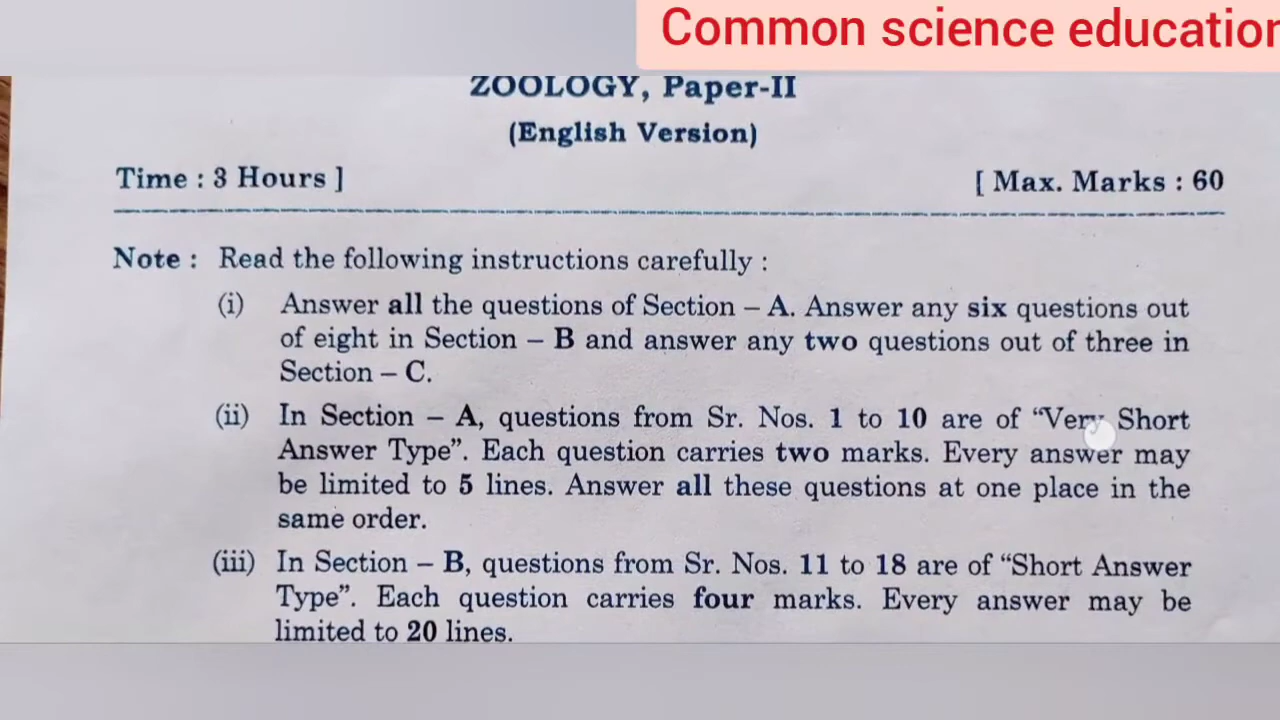 Common science education
ZOOLOGY, Paper-II
(English Version)
Time : 3 Hours ]
[ Max. Marks : 60
Note : Read the following instructions carefully :
(i) Answer all the questions of Section – A. Answer any six questions out
of eight in Section – B and answer any two questions out of three in
Section – C.
(ii) In Section – A, questions from Sr. Nos. 1 to 10 are of “Very Short
Answer Type”. Each question carries two marks. Every answer may
be limited to 5 lines. Answer all these questions at one place in the
same order.
(iii) In Section – B, questions from Sr. Nos. 11 to 18 are of “Short Answer
Type”. Each question carries four marks. Every answer may be
limited to 20 lines.